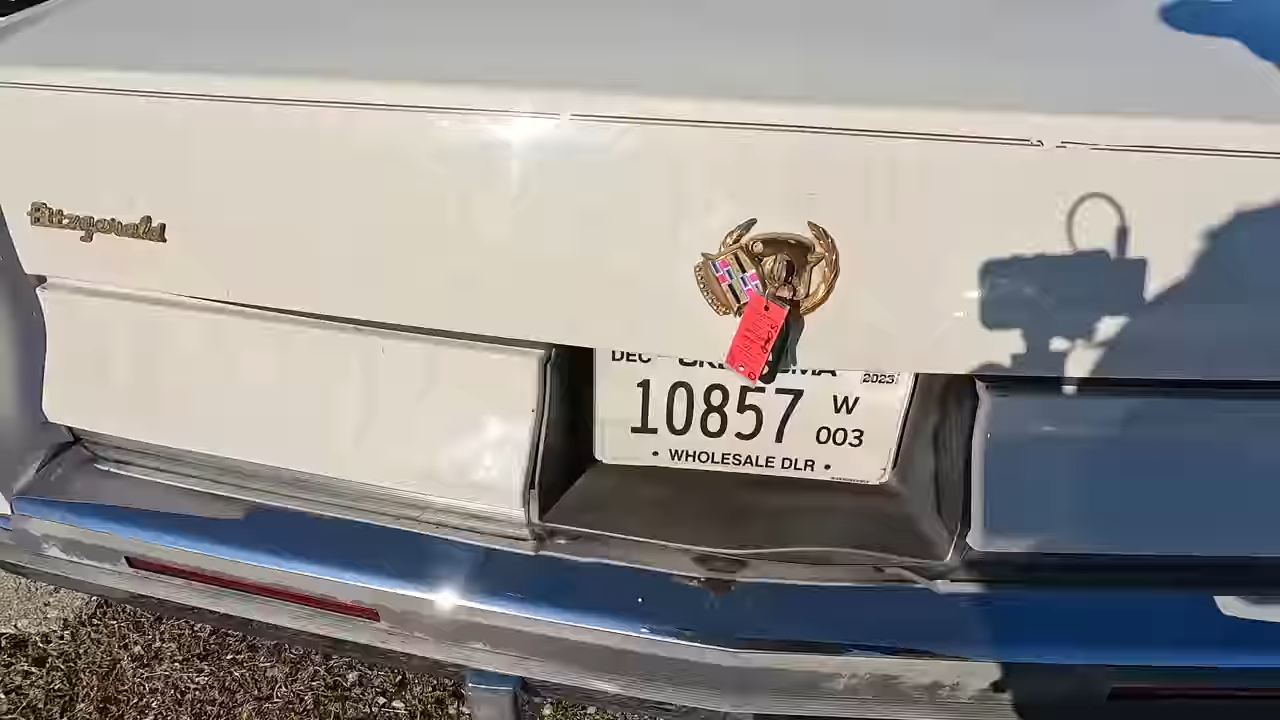 Fitzgerald
DEC
2023
10857
W
003
• WHOLESALE DLR •